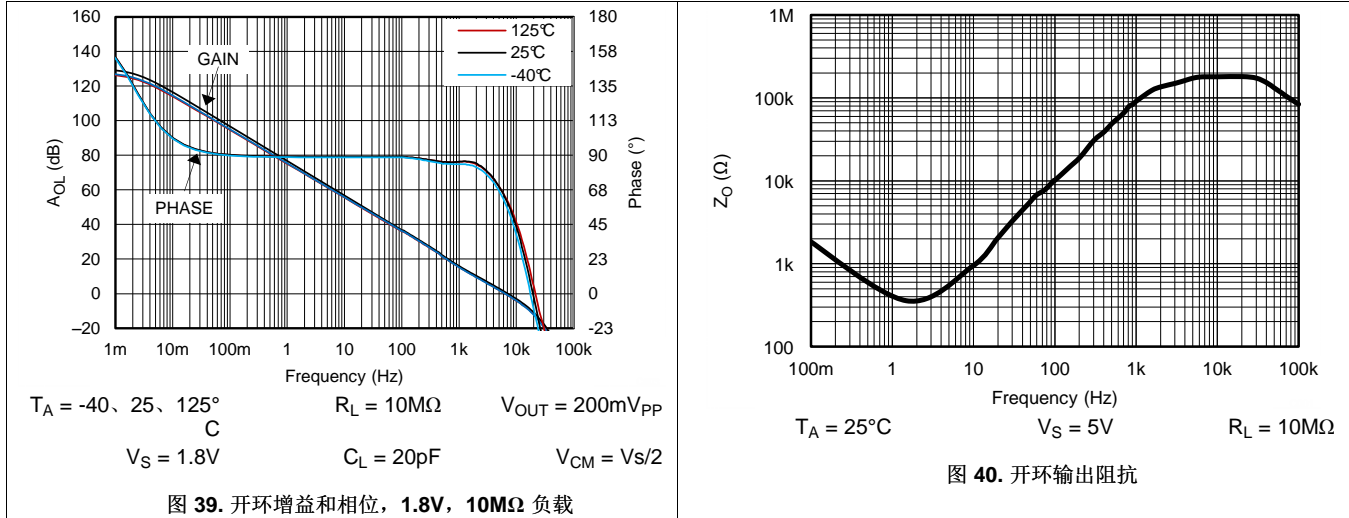 160
140
120
100
80
60
40
20
0
–20
A_OL (dB)
180
158
135
113
90
68
45
23
0
-23
Phase (°)
GAIN
PHASE
125℃
25℃
-40℃
1m 10m 100m 1 10 100 1k 10k 100k
Frequency (Hz)
T_A = -40、25、125°
C
R_L = 10MΩ
V_OUT = 200mV_PP
V_S = 1.8V
C_L = 20pF
V_CM = Vs/2
图 39. 开环增益和相位，1.8V，10MΩ 负载
1M
100k
10k
1k
100
Z_O (Ω)
100m 1 10 100 1k 10k 100k
Frequency (Hz)
T_A = 25°C
V_S = 5V
R_L = 10MΩ
图 40. 开环输出阻抗